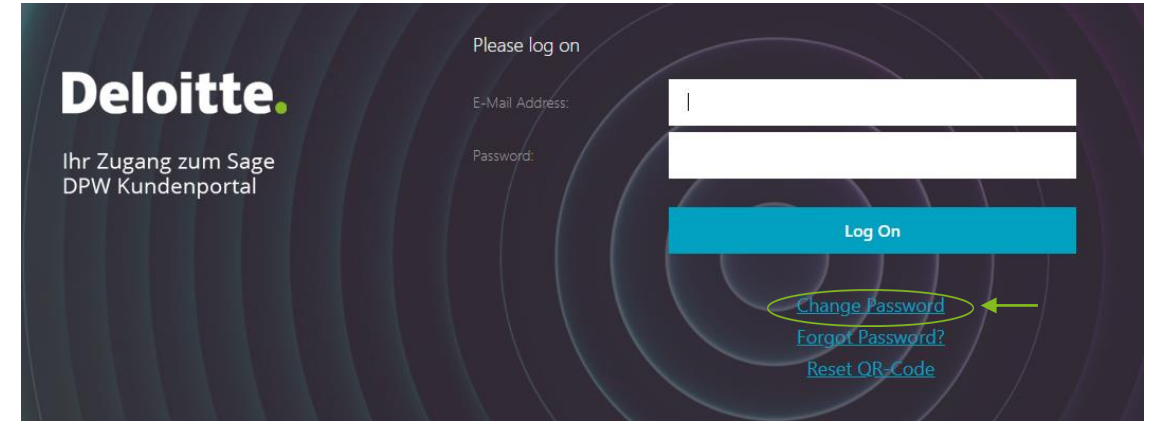 Deloitte.
Ihr Zugang zum Sage
DPW Kundenportal
Please log on
E-Mail Address:
Password:
Log On
Change Password
Forgot Password?
Reset QR-Code